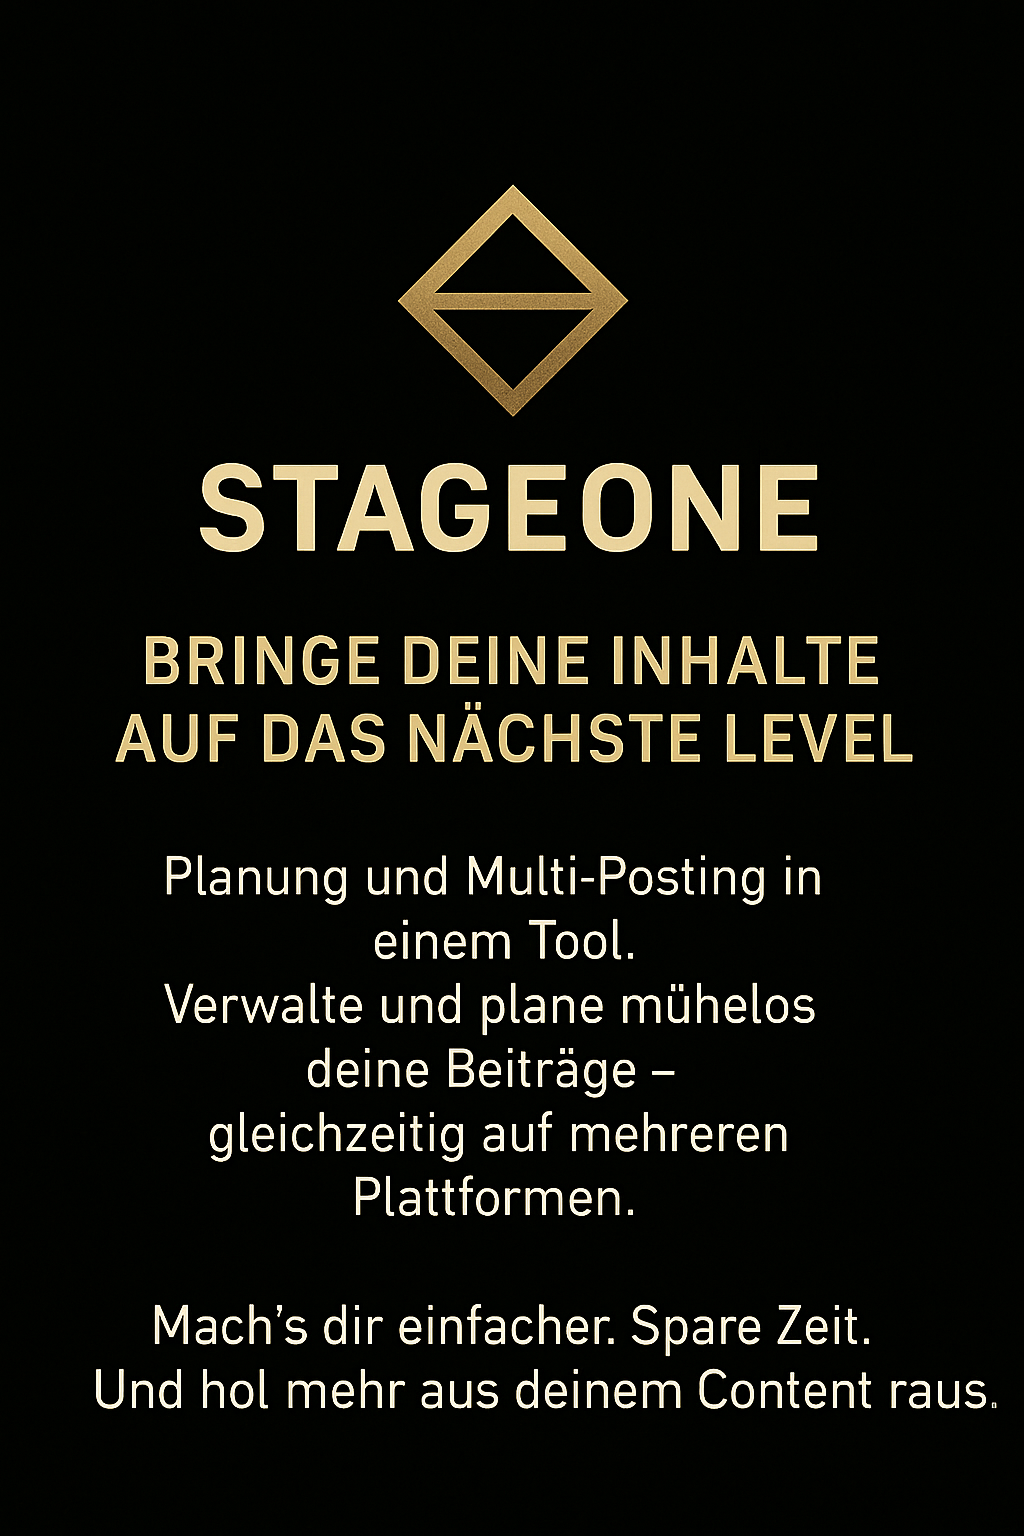 STAGEONE
BRINGE DEINE INHALTE
AUF DAS NÄCHSTE LEVEL
Planung und Multi-Posting in
einem Tool.
Verwalte und plane mühelos
deine Beiträge –
gleichzeitig auf mehreren
Plattformen.
Mach’s dir einfacher. Spare Zeit.
Und hol mehr aus deinem Content raus.